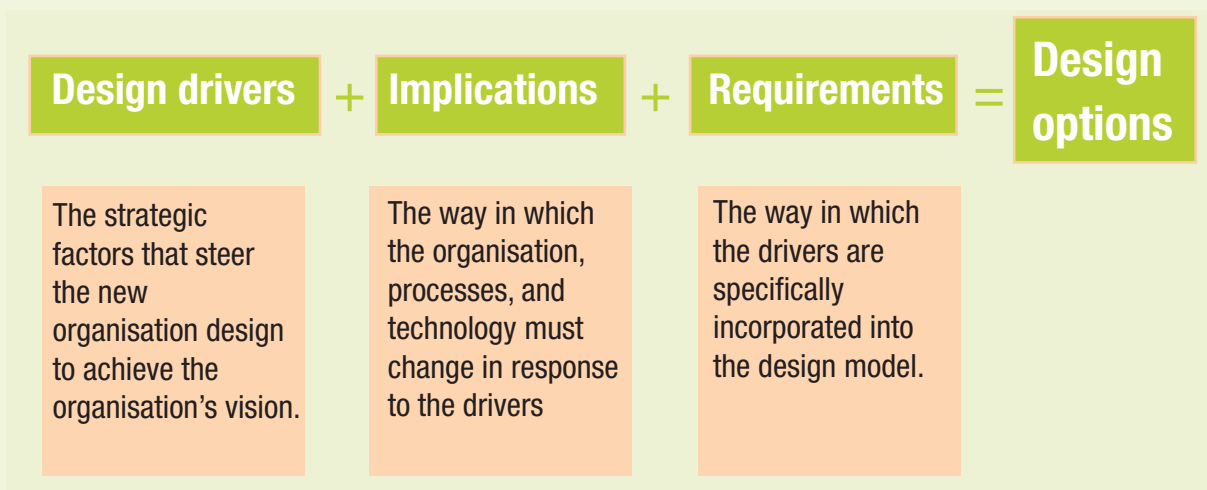 Design drivers + Implications + Requirements = Design
options
The strategic
factors that steer
the new
organisation design
to achieve the
organisation's vision.
The way in which
the organisation,
processes, and
technology must
change in response
to the drivers
The way in which
the drivers are
specifically
incorporated into
the design model.